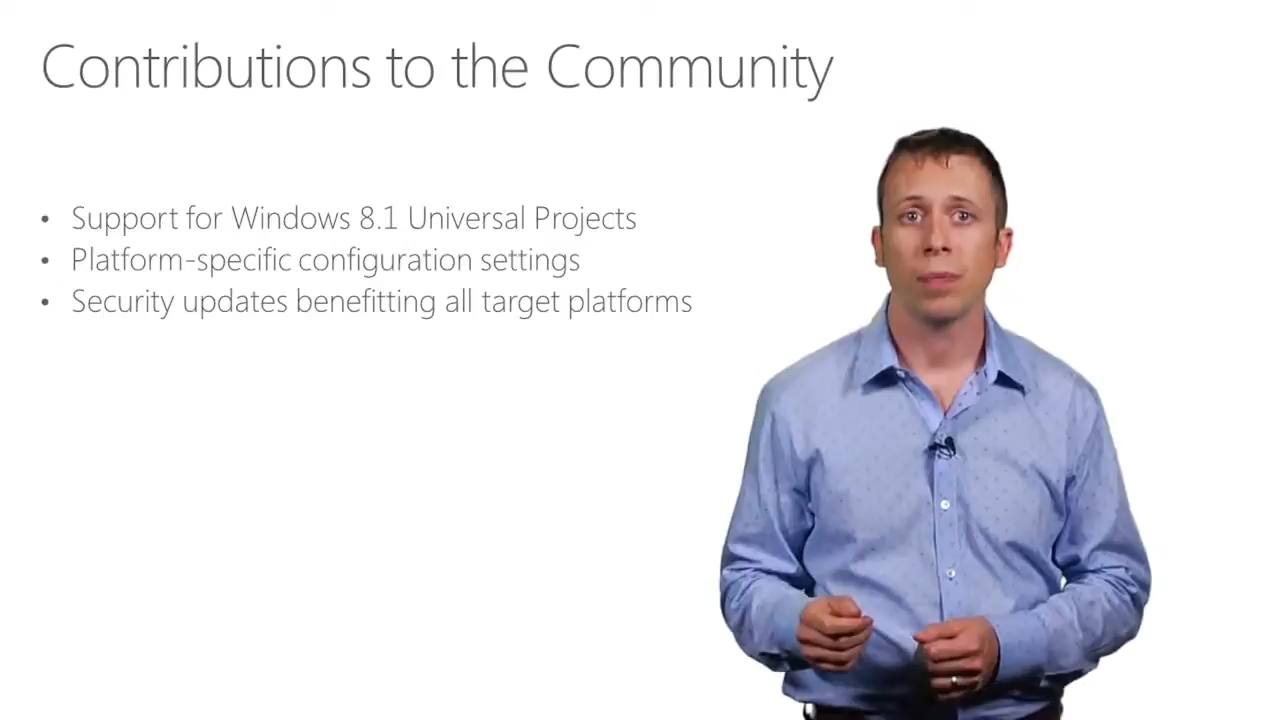 Contributions to the Community
• Support for Windows 8.1 Universal Projects
• Platform-specific configuration settings
• Security updates benefitting all target platforms